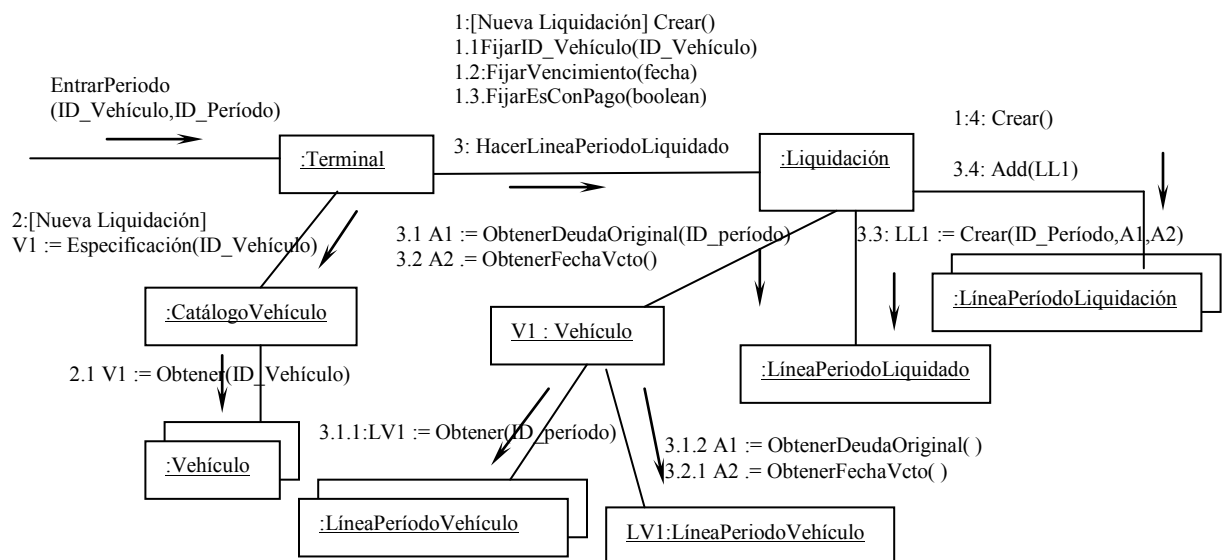 1:[Nueva Liquidación] Crear()
1.1FijarID_Vehículo(ID_Vehículo)
1.2:FijarVencimiento(fecha)
1.3.FijarEsConPago(boolean)
EntrarPeriodo
(ID_Vehículo,ID_Período)
1:4: Crear()
:Terminal
3: HacerLineaPeriodoLiquidado
:Liquidación
3.4: Add(LL1)
2:[Nueva Liquidación]
V1 := Especificación(ID_Vehículo)
3.1 A1 := ObtenerDeudaOriginal(ID_período)
3.2 A2 .= ObtenerFechaVcto()
3.3: LL1 := Crear(ID_Período,A1,A2)
:CatálogoVehículo
:LíneaPeríodoLiquidación
V1 : Vehículo
:LíneaPeriodoLiquidado
2.1 V1 := Obtener(ID_Vehículo)
3.1.1:LV1 := Obtener(ID_período)
3.1.2 A1 := ObtenerDeudaOriginal( )
3.2.1 A2 .= ObtenerFechaVcto( )
:Vehículo
:LíneaPeríodoVehículo
LV1:LíneaPeriodoVehículo